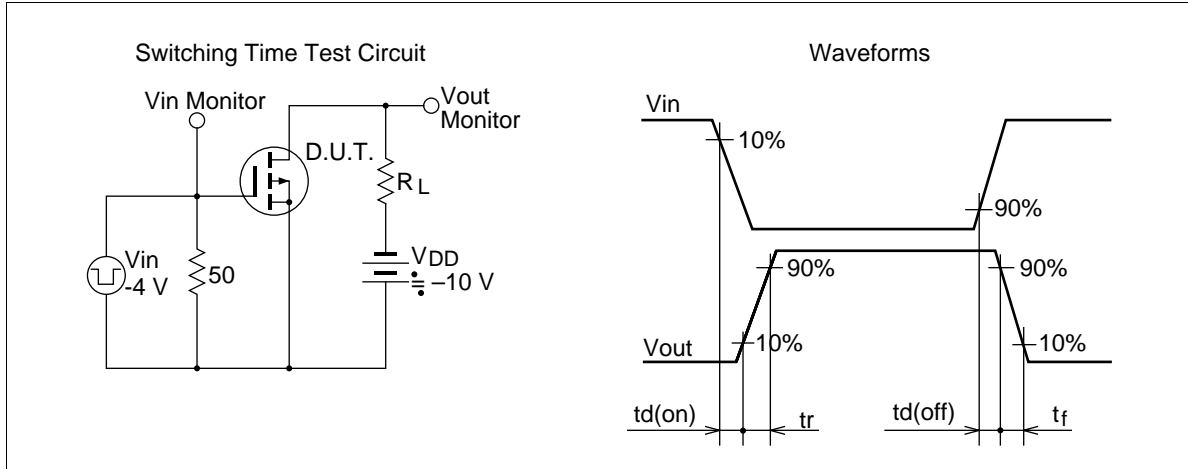 Switching Time Test Circuit
Vin Monitor
Vout
Monitor
D.U.T.
RL
Vin
-4 V
50
VDD
≒ –10 V
Waveforms
Vin
10%
90%
90%
90%
10%
10%
Vout
td(on)
tr
td(off)
tf